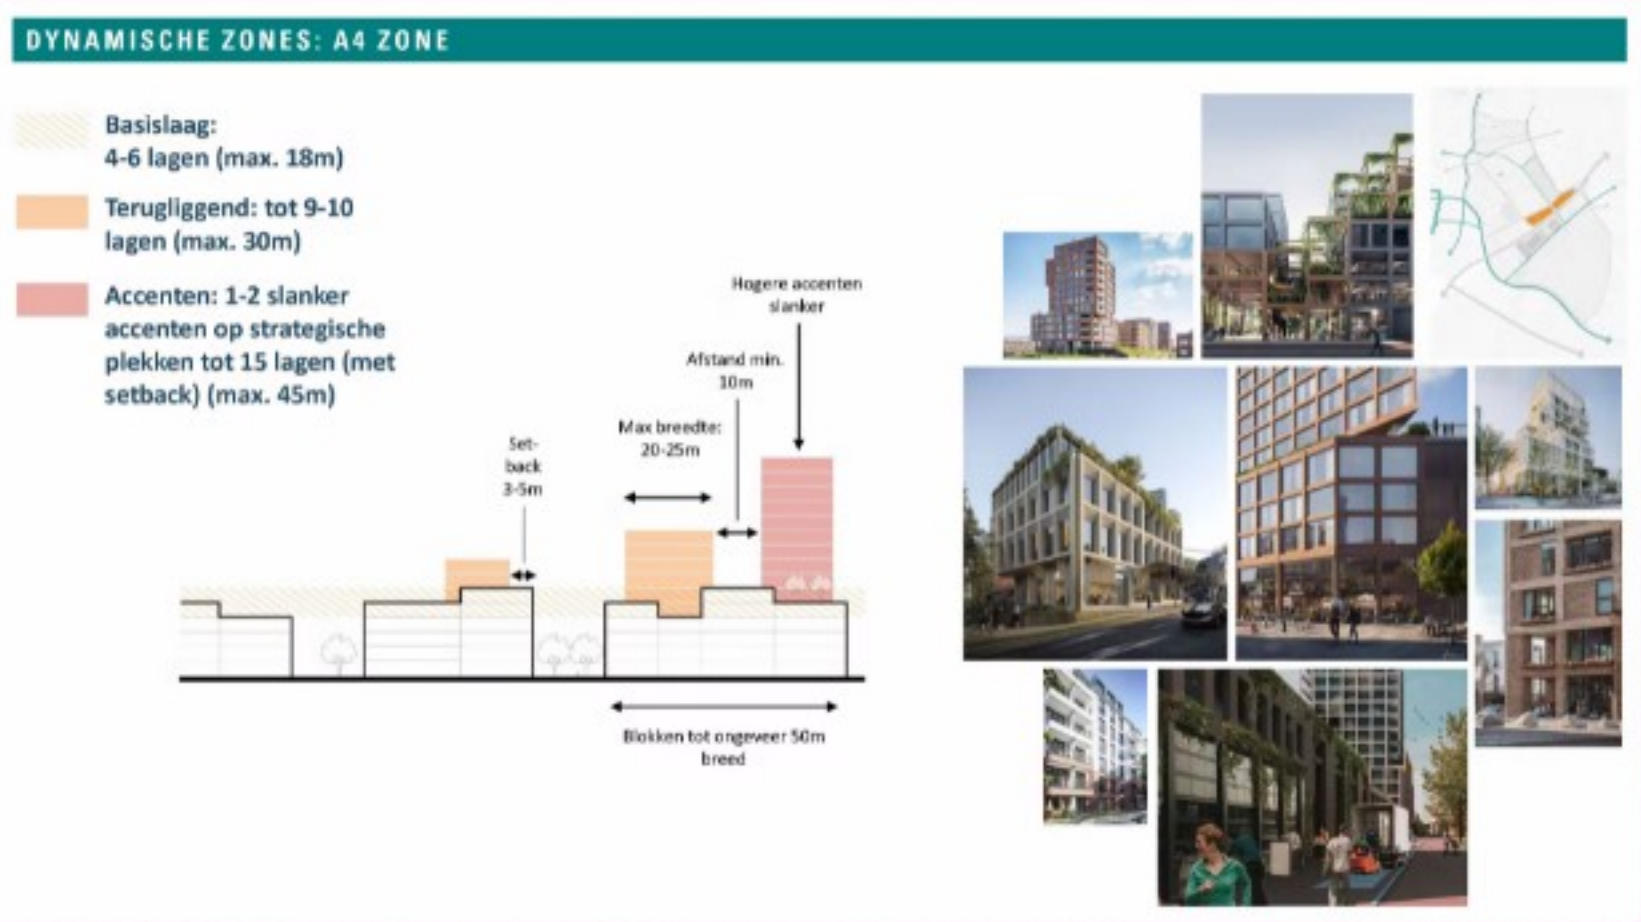 DYNAMISCHE ZONES: A4 ZONE
Basislaag:
4-6 lagen (max. 18m)
Terugliggend: tot 9-10
lagen (max. 30m)
Accenten: 1-2 slanker
accenten op strategische
plekken tot 15 lagen (met
setback) (max. 45m)
Hogere accenten
slanker
Afstand min.
10m
Max breedte:
20-25m
Set-
back
3-5m
Blokken tot ongeveer 50m
breed